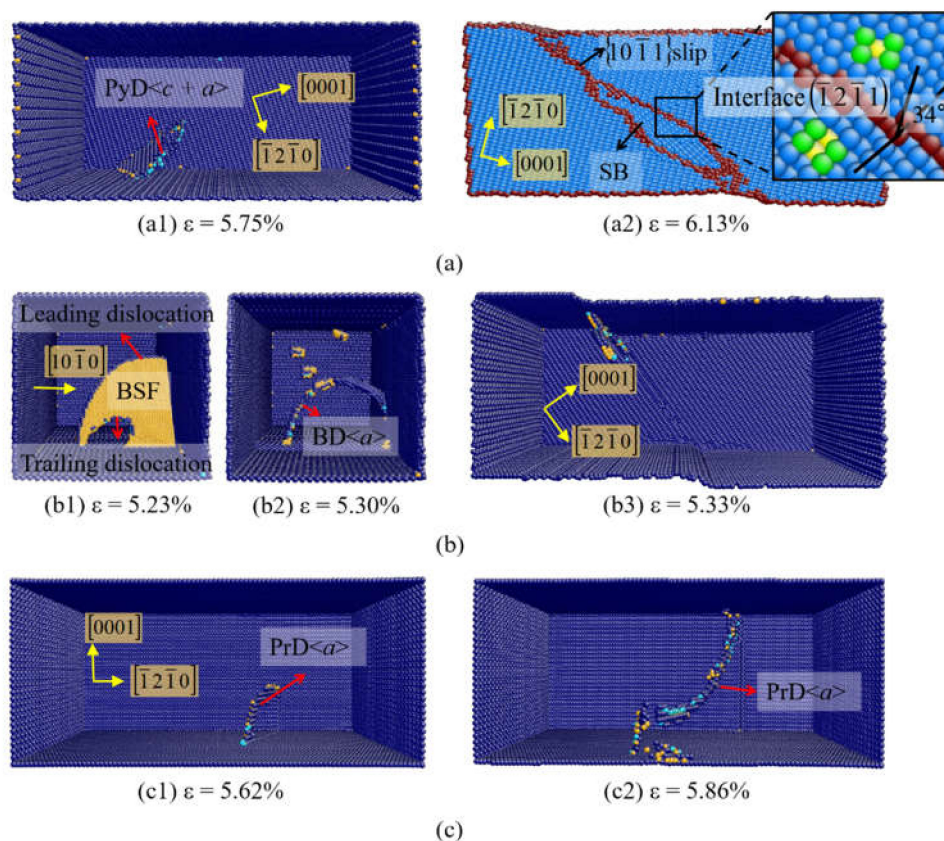 PyD<c + a>
[0001]
[1̄21̄0]
(a1) ε = 5.75%
{101̄1}slip
Interface (1̄21̄1)
34°
[1̄21̄0]
[0001]
SB
(a2) ε = 6.13%
(a)
Leading dislocation
[101̄0]
BSF
Trailing dislocation
(b1) ε = 5.23%
BD<a>
(b2) ε = 5.30%
[0001]
[1̄21̄0]
(b3) ε = 5.33%
(b)
[0001]
[1̄21̄0]
PrD<a>
(c1) ε = 5.62%
PrD<a>
(c2) ε = 5.86%
(c)